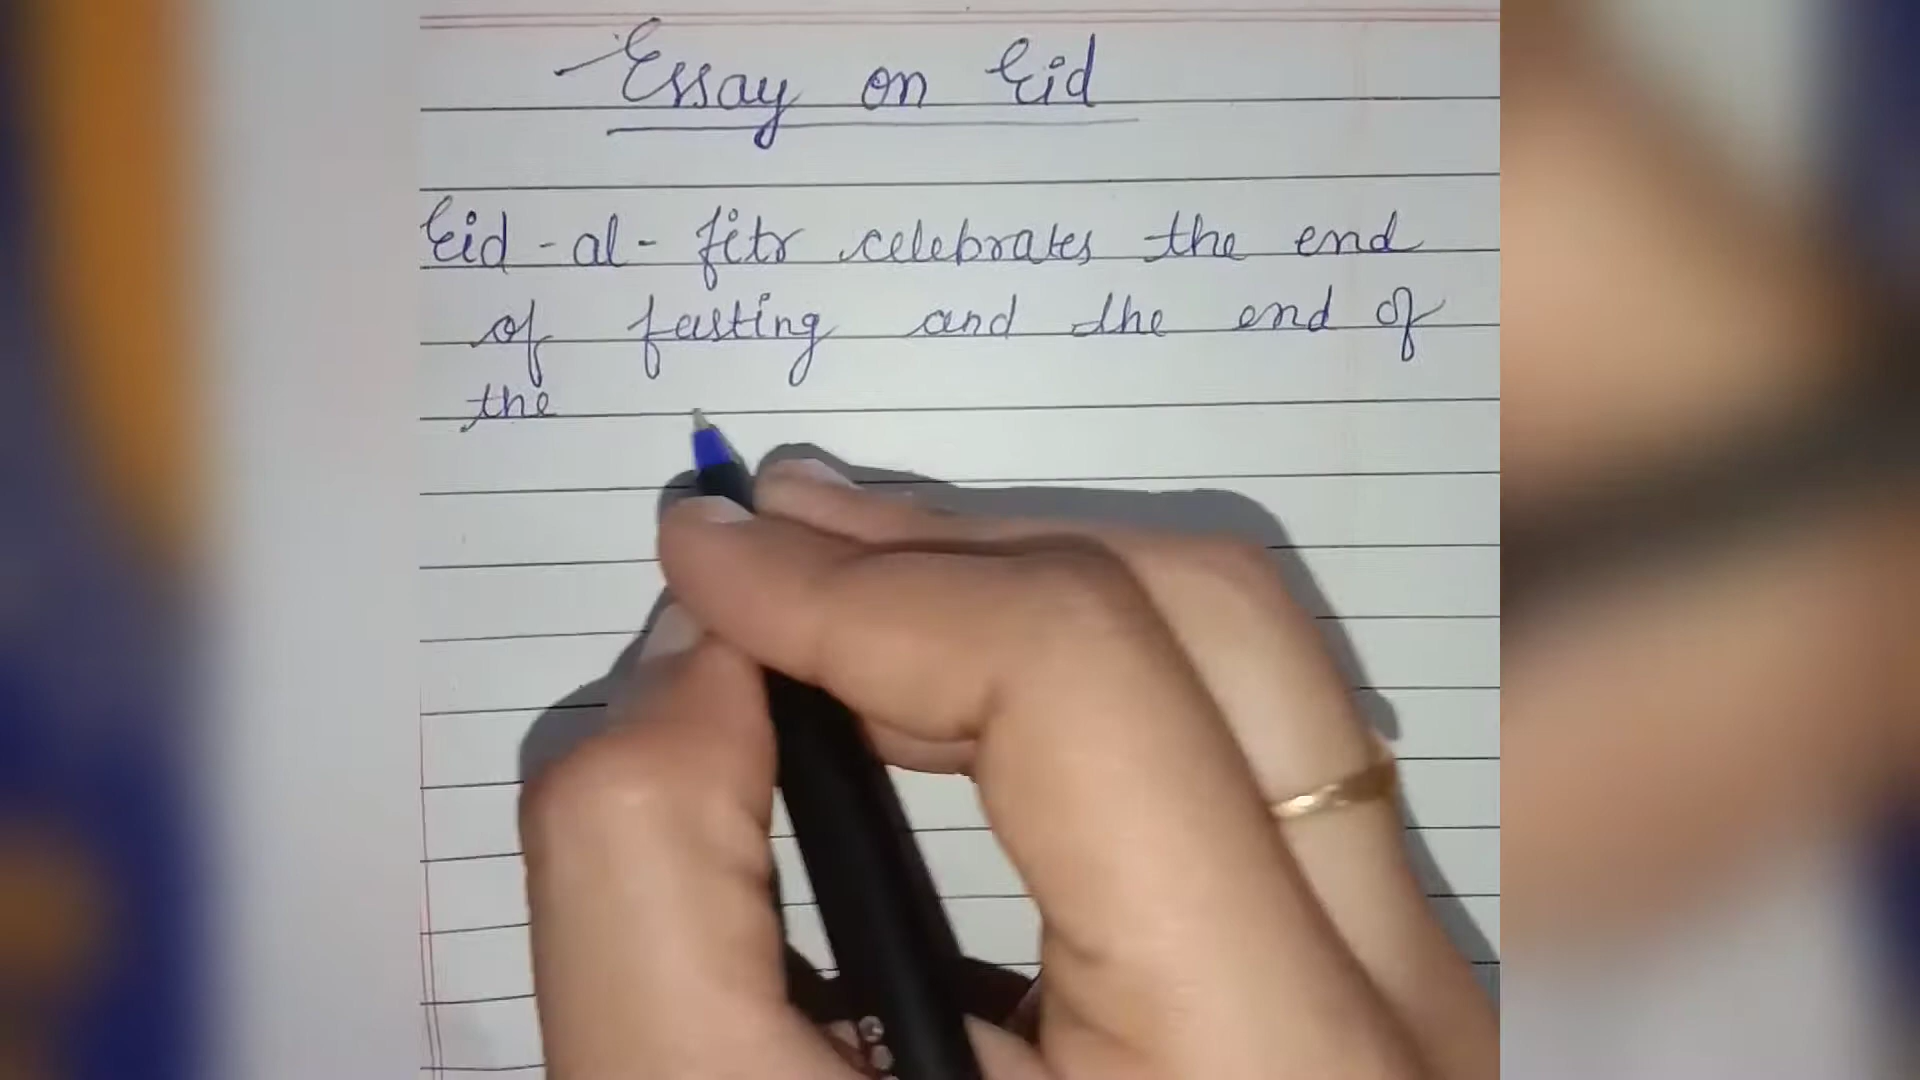 Essay on Eid
Eid-al-fitr celebrates the end
of fasting and the end of
the